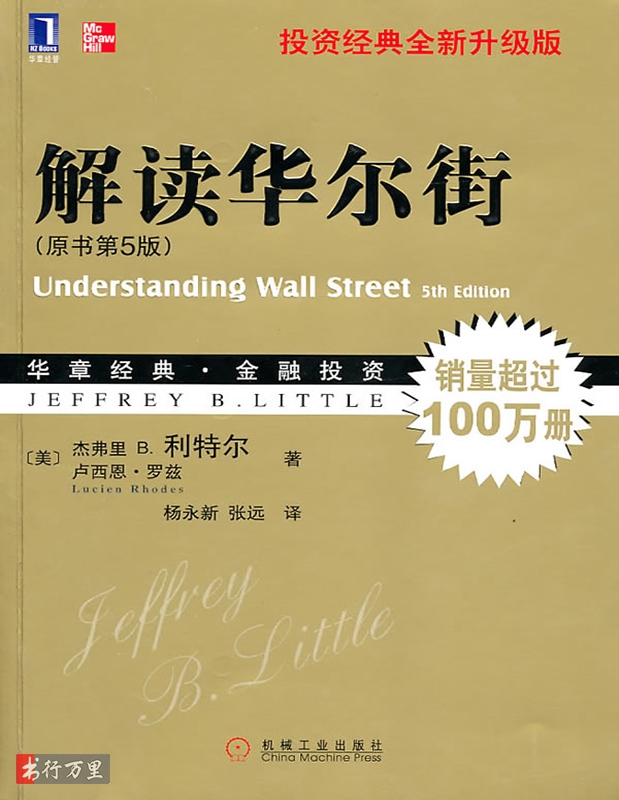 HZ BOOKS
华章经管
Mc
Graw
Hill
投资经典全新升级版
解读华尔街
(原书第5版)
Understanding Wall Street 5th Edition
华章经典·金融投资
JEFFREY B. LITTLE
销量超过
100万册
〔美〕 杰弗里 B. 利特尔 著
卢西恩·罗兹
Lucien Rhodes
杨永新 张远 译
Jeffrey
B. Little
机械工业出版社
China Machine Press
书行万里